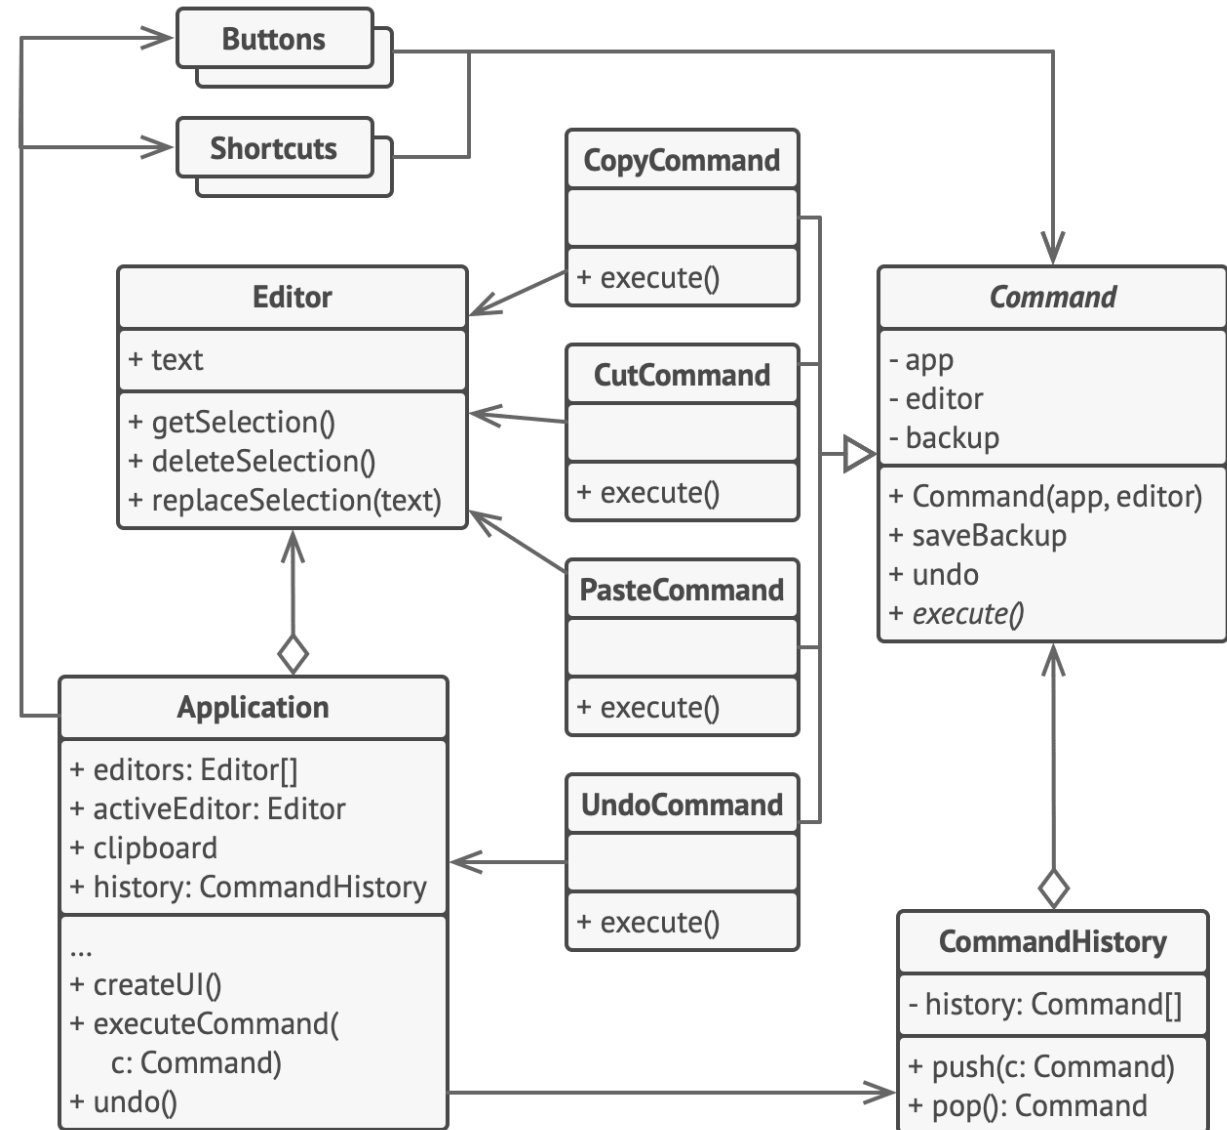 Buttons
Shortcuts
CopyCommand
+ execute()
Editor
+ text
+ getSelection()
+ deleteSelection()
+ replaceSelection(text)
CutCommand
+ execute()
Command
- app
- editor
- backup
+ Command(app, editor)
+ saveBackup
+ undo
+ execute()
PasteCommand
+ execute()
Application
+ editors: Editor[]
+ activeEditor: Editor
+ clipboard
+ history: CommandHistory
...
+ createUI()
+ executeCommand(
c: Command)
+ undo()
UndoCommand
+ execute()
CommandHistory
- history: Command[]
+ push(c: Command)
+ pop(): Command